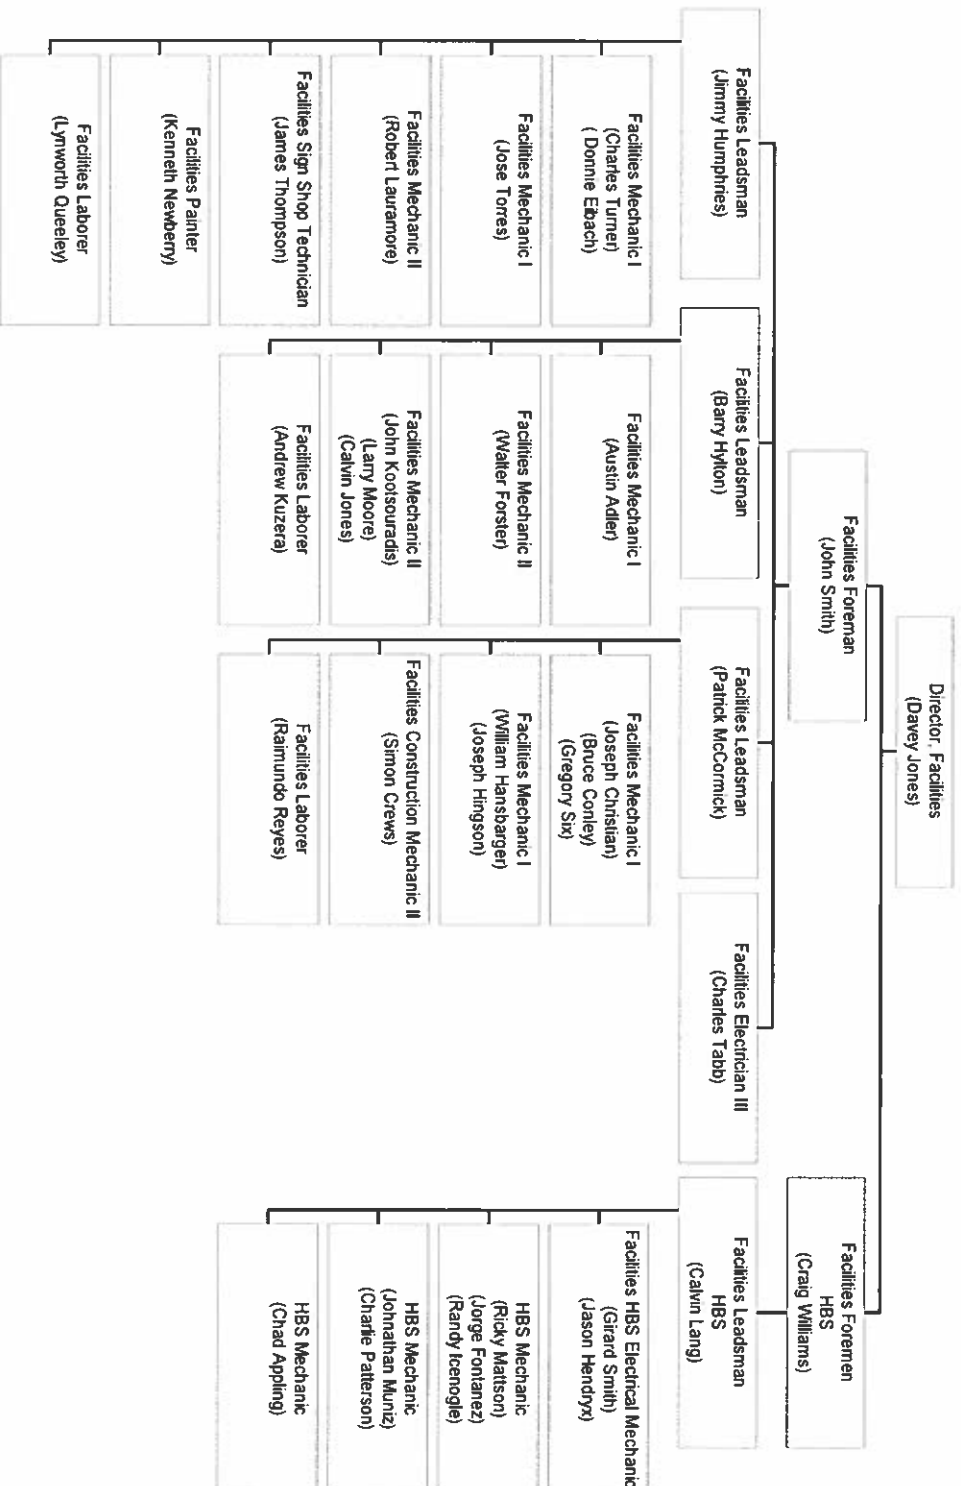 Director, Facilities
(Davey Jones)
Facilities Foreman
(John Smith)
Facilities Foremen
HBS
(Craig Williams)
Facilities Leadsman
(Jimmy Humphries)
Facilities Leadsman
(Barry Hylton)
Facilities Leadsman
(Patrick McCormick)
Facilities Electrician III
(Charles Tabb)
Facilities Leadsman
HBS
(Calvin Lang)
Facilities Mechanic I
(Charles Turner)
( Donnie Eibach)
Facilities Mechanic I
(Jose Torres)
Facilities Mechanic II
(Robert Lauramore)
Facilities Sign Shop Technician
(James Thompson)
Facilities Painter
(Kenneth Newberry)
Facilities Laborer
(Lynworth Queeley)
Facilities Mechanic I
(Austin Adler)
Facilities Mechanic II
(Walter Forster)
Facilities Mechanic II
(John Kootsouradis)
(Larry Moore)
(Calvin Jones)
Facilities Laborer
(Andrew Kuzera)
Facilities Mechanic I
(Joseph Christian)
(Bruce Conley)
(Gregory Six)
Facilities Mechanic I
(William Hansbarger)
(Joseph Hingson)
Facilities Construction Mechanic II
(Simon Crews)
Facilities Laborer
(Raimundo Reyes)
Facilities HBS Electrical Mechanic
(Girard Smith)
(Jason Hendryx)
HBS Mechanic
(Ricky Mattson)
(Jorge Fontanez)
(Randy Icenogle)
HBS Mechanic
(Johnathan Muniz)
(Charlie Patterson)
HBS Mechanic
(Chad Appling)